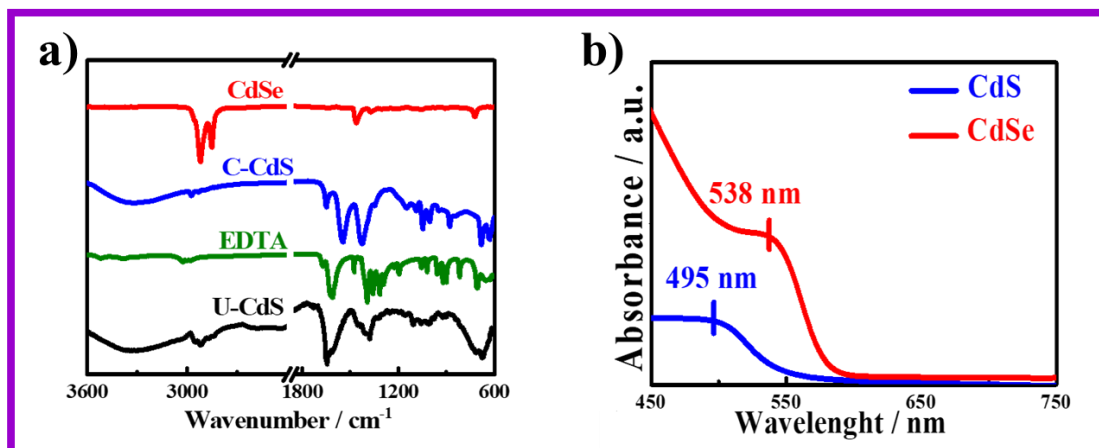 a)
CdSe
C-CdS
EDTA
U-CdS
3600 3000 1800 1200 600
Wavenumber / cm⁻¹
b)
CdS
CdSe
538 nm
495 nm
Absorbance / a.u.
450 550 650 750
Wavelenght / nm